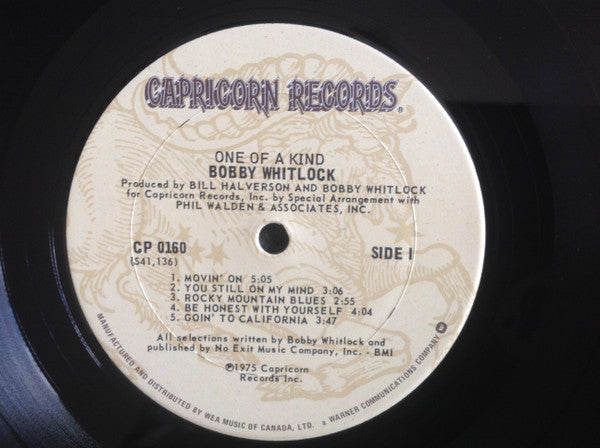 CAPRICORN RECORDS®
ONE OF A KIND
BOBBY WHITLOCK
Produced by BILL HALVERSON AND BOBBY WHITLOCK
for Capricorn Records, Inc. by Special Arrangement with
PHIL WALDEN & ASSOCIATES, INC.
CP 0160
(S41,136)
SIDE I
1. MOVIN' ON 5:05
2. YOU STILL ON MY MIND 3:06
3. ROCKY MOUNTAIN BLUES 2:55
4. BE HONEST WITH YOURSELF 4:04
5. GOIN' TO CALIFORNIA 3:47
All selections written by Bobby Whitlock and
published by No Exit Music Company, Inc. - BMI
℗1975 Capricorn
Records Inc.
MANUFACTURED AND DISTRIBUTED BY WEA MUSIC OF CANADA, LTD. a WARNER COMMUNICATIONS COMPANY